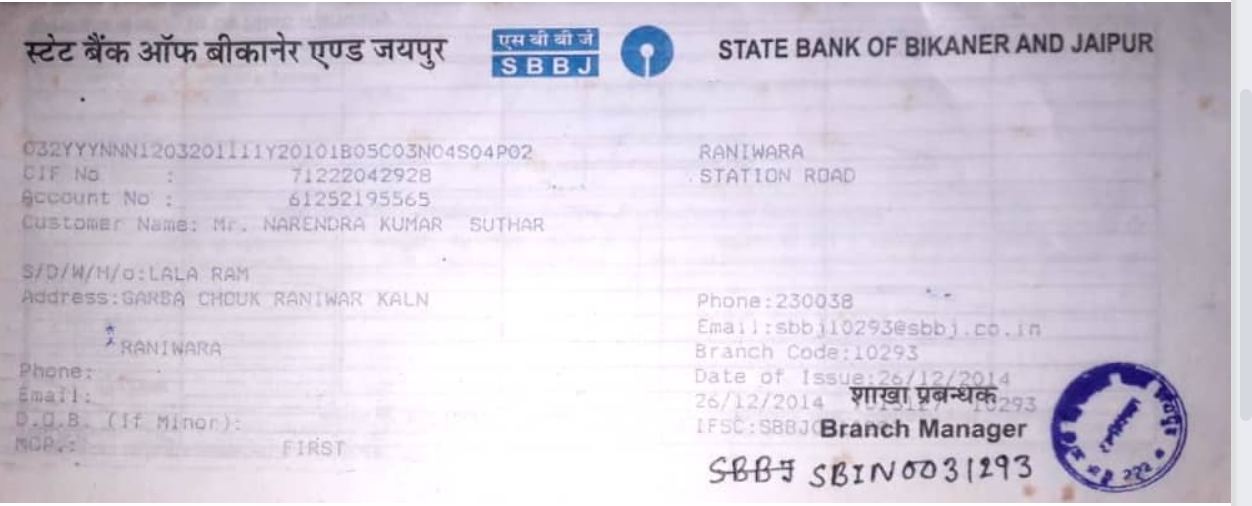 स्टेट बैंक ऑफ बीकानेर एण्ड जयपुर
एस बी बी जे
SBBJ
STATE BANK OF BIKANER AND JAIPUR
032YYYNNN1203201111Y20101B05C03N04S04P02
CIF No : 71222042928
Account No : 61252195565
Customer Name: Mr. NARENDRA KUMAR SUTHAR
S/D/W/H/o:LALA RAM
Address:GARBA CHOUK RANIWAR KALN
RANIWARA
Phone:
Email:
D.O.B. (If Minor):
MOP.: FIRST
RANIWARA
STATION ROAD
Phone:230038
Email:sbbj10293@sbbj.co.in
Branch Code:10293
Date of Issue:26/12/2014
26/12/2014 10293
शाखा प्रबन्धक
IFSC:SBBJ
Branch Manager
SBBJ SBIN0031293